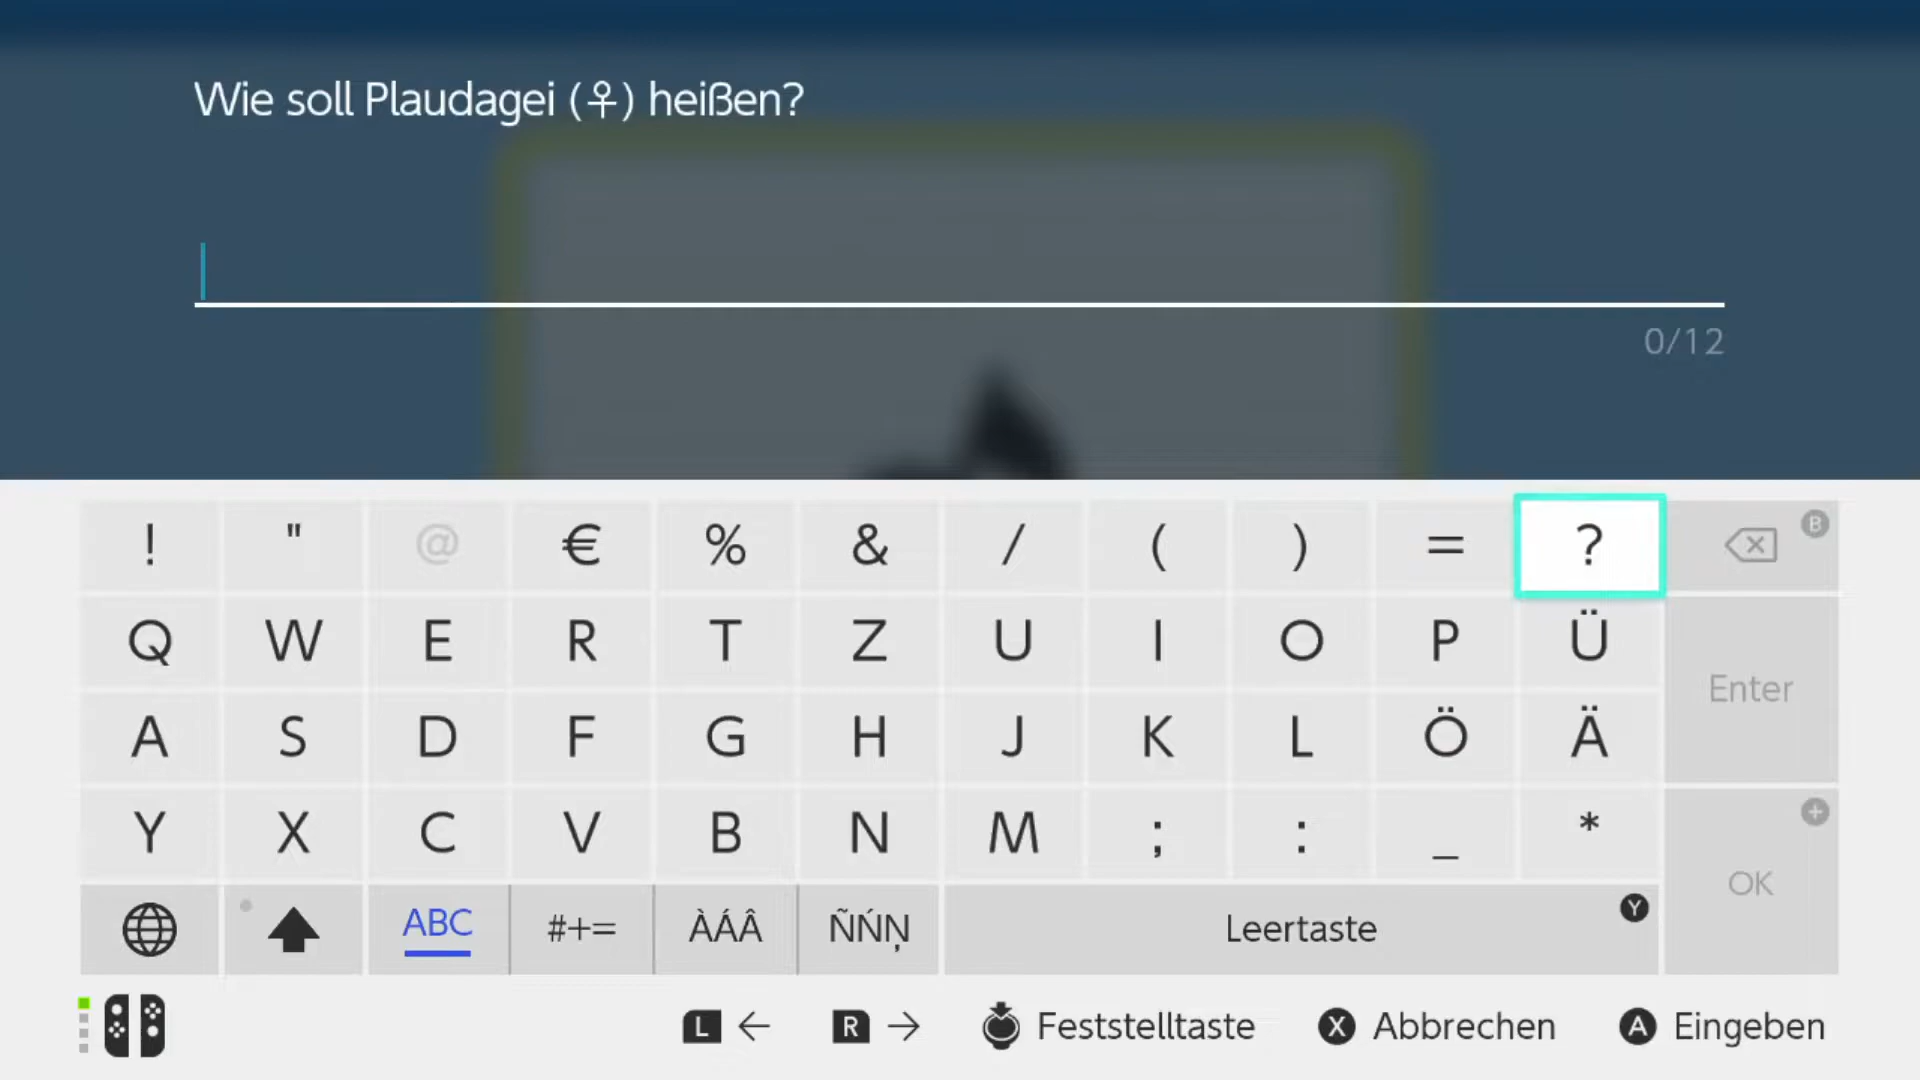 Wie soll Plaudagei (♀) heißen?
0/12
! " @ € % & / ( ) = ? B
Q W E R T Z U I O P Ü
Enter
A S D F G H J K L Ö Ä
Y X C V B N M ; : _ * +
OK
ABC #+= ÀÁÂ ÑŃŅ Leertaste Y
L ← R → Feststelltaste X Abbrechen A Eingeben